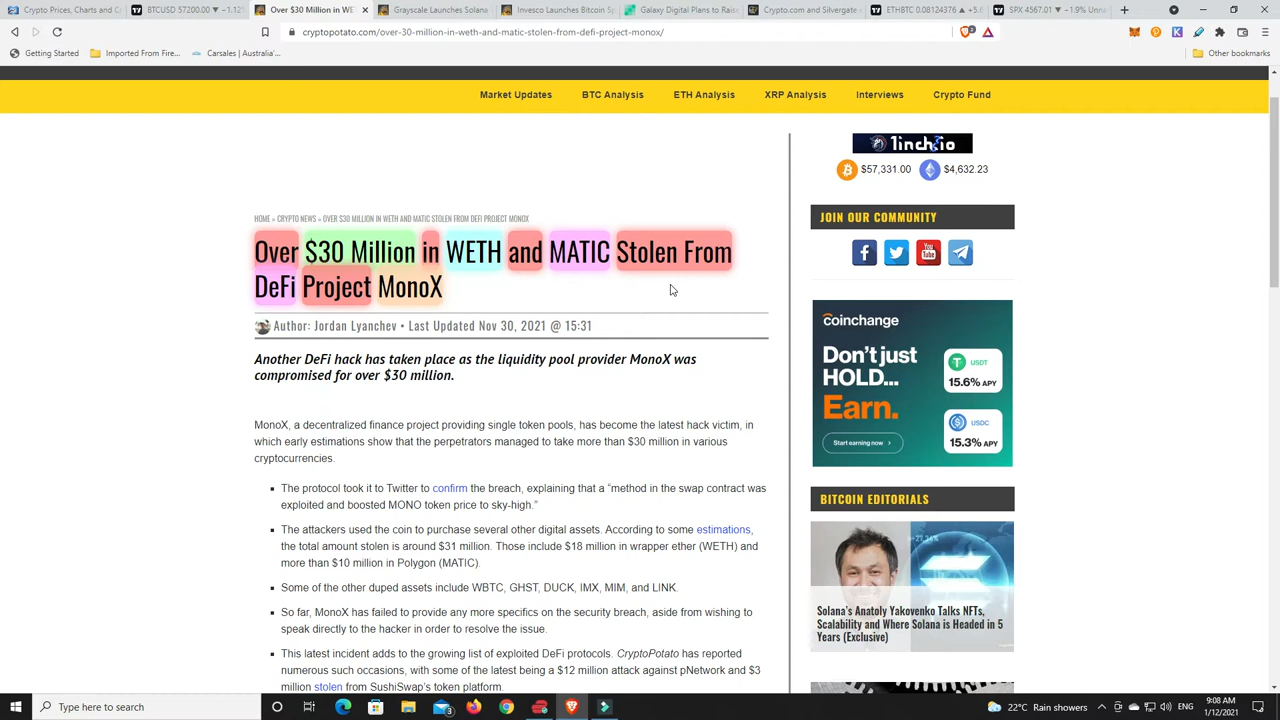 Crypto Prices, Charts and C
BTCUSD 57200.00 −1.12%
Over $30 Million in WE
Grayscale Launches Solana
Invesco Launches Bitcoin Sp
Galaxy Digital Plans to Raise
Crypto.com and Silvergate
ETHBTC 0.08124376 ▲ +5.6
SPX 4567.01 ▼ −1.9% Unna
cryptopotato.com/over-30-million-in-weth-and-matic-stolen-from-defi-project-monox/
Getting Started
Imported From Fire...
Carsales | Australia'...
Other bookmarks
Market Updates
BTC Analysis
ETH Analysis
XRP Analysis
Interviews
Crypto Fund
HOME » CRYPTO NEWS » OVER $30 MILLION IN WETH AND MATIC STOLEN FROM DEFI PROJECT MONOX
Over $30 Million in WETH and MATIC Stolen From
DeFi Project MonoX
Author: Jordan Lyanchev • Last Updated Nov 30, 2021 @ 15:31
Another DeFi hack has taken place as the liquidity pool provider MonoX was
compromised for over $30 million.
MonoX, a decentralized finance project providing single token pools, has become the latest hack victim, in
which early estimations show that the perpetrators managed to take more than $30 million in various
cryptocurrencies.
The protocol took it to Twitter to confirm the breach, explaining that a “method in the swap contract was
exploited and boosted MONO token price to sky-high.”
The attackers used the coin to purchase several other digital assets. According to some estimations,
the total amount stolen is around $31 million. Those include $18 million in wrapper ether (WETH) and
more than $10 million in Polygon (MATIC).
Some of the other duped assets include WBTC, GHST, DUCK, IMX, MIM, and LINK.
So far, MonoX has failed to provide any more specifics on the security breach, aside from wishing to
speak directly to the hacker in order to resolve the issue.
This latest incident adds to the growing list of exploited DeFi protocols. CryptoPotato has reported
numerous such occasions, with some of the latest being a $12 million attack against pNetwork and $3
million stolen from SushiSwap's token platform.
1inch.io
$57,331.00
$4,632.23
JOIN OUR COMMUNITY
You
Tube
coinchange
Don't just
HOLD...
Earn.
Start earning now >
USDT
15.6% APY
USDC
15.3% APY
BITCOIN EDITORIALS
Solana's Anatoly Yakovenko Talks NFTs,
Scalability and Where Solana is Headed in 5
Years (Exclusive)
Type here to search
22°C Rain showers
ENG
9:08 AM
1/12/2021